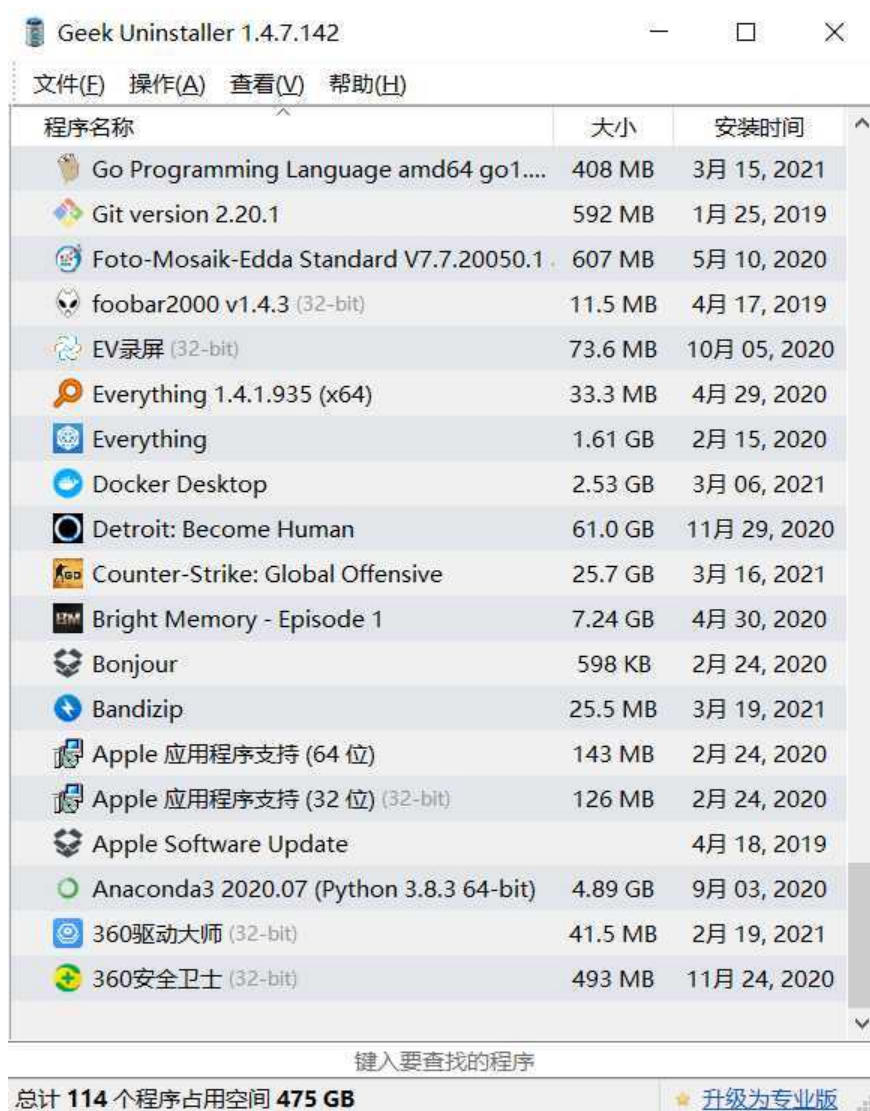 Geek Uninstaller 1.4.7.142
文件(F) 操作(A) 查看(V) 帮助(H)
程序名称 大小 安装时间
Go Programming Language amd64 go1.... 408 MB 3月 15, 2021
Git version 2.20.1 592 MB 1月 25, 2019
Foto-Mosaik-Edda Standard V7.7.20050.1 . 607 MB 5月 10, 2020
foobar2000 v1.4.3 (32-bit) 11.5 MB 4月 17, 2019
EV录屏 (32-bit) 73.6 MB 10月 05, 2020
Everything 1.4.1.935 (x64) 33.3 MB 4月 29, 2020
Everything 1.61 GB 2月 15, 2020
Docker Desktop 2.53 GB 3月 06, 2021
Detroit: Become Human 61.0 GB 11月 29, 2020
Counter-Strike: Global Offensive 25.7 GB 3月 16, 2021
Bright Memory - Episode 1 7.24 GB 4月 30, 2020
Bonjour 598 KB 2月 24, 2020
Bandizip 25.5 MB 3月 19, 2021
Apple 应用程序支持 (64 位) 143 MB 2月 24, 2020
Apple 应用程序支持 (32 位) (32-bit) 126 MB 2月 24, 2020
Apple Software Update 4月 18, 2019
Anaconda3 2020.07 (Python 3.8.3 64-bit) 4.89 GB 9月 03, 2020
360驱动大师 (32-bit) 41.5 MB 2月 19, 2021
360安全卫士 (32-bit) 493 MB 11月 24, 2020
键入要查找的程序
总计 114 个程序占用空间 475 GB 升级为专业版